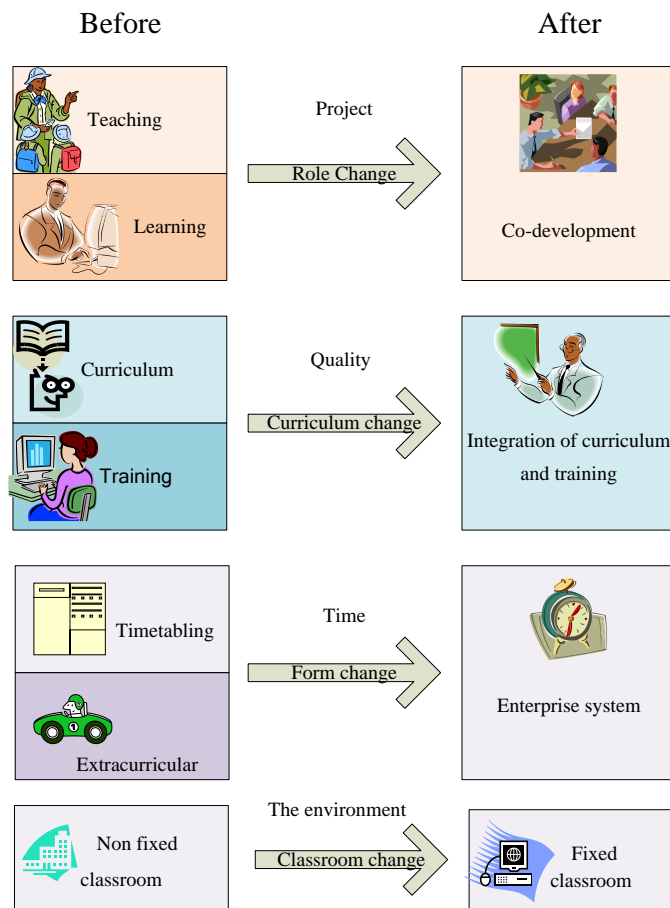 Before
After
Teaching
Project
Role Change
Learning
Co-development
Curriculum
Quality
Curriculum change
Training
Integration of curriculum
and training
Timetabling
Time
Form change
Extracurricular
1
Enterprise system
Non fixed
classroom
The environment
Classroom change
Fixed
classroom